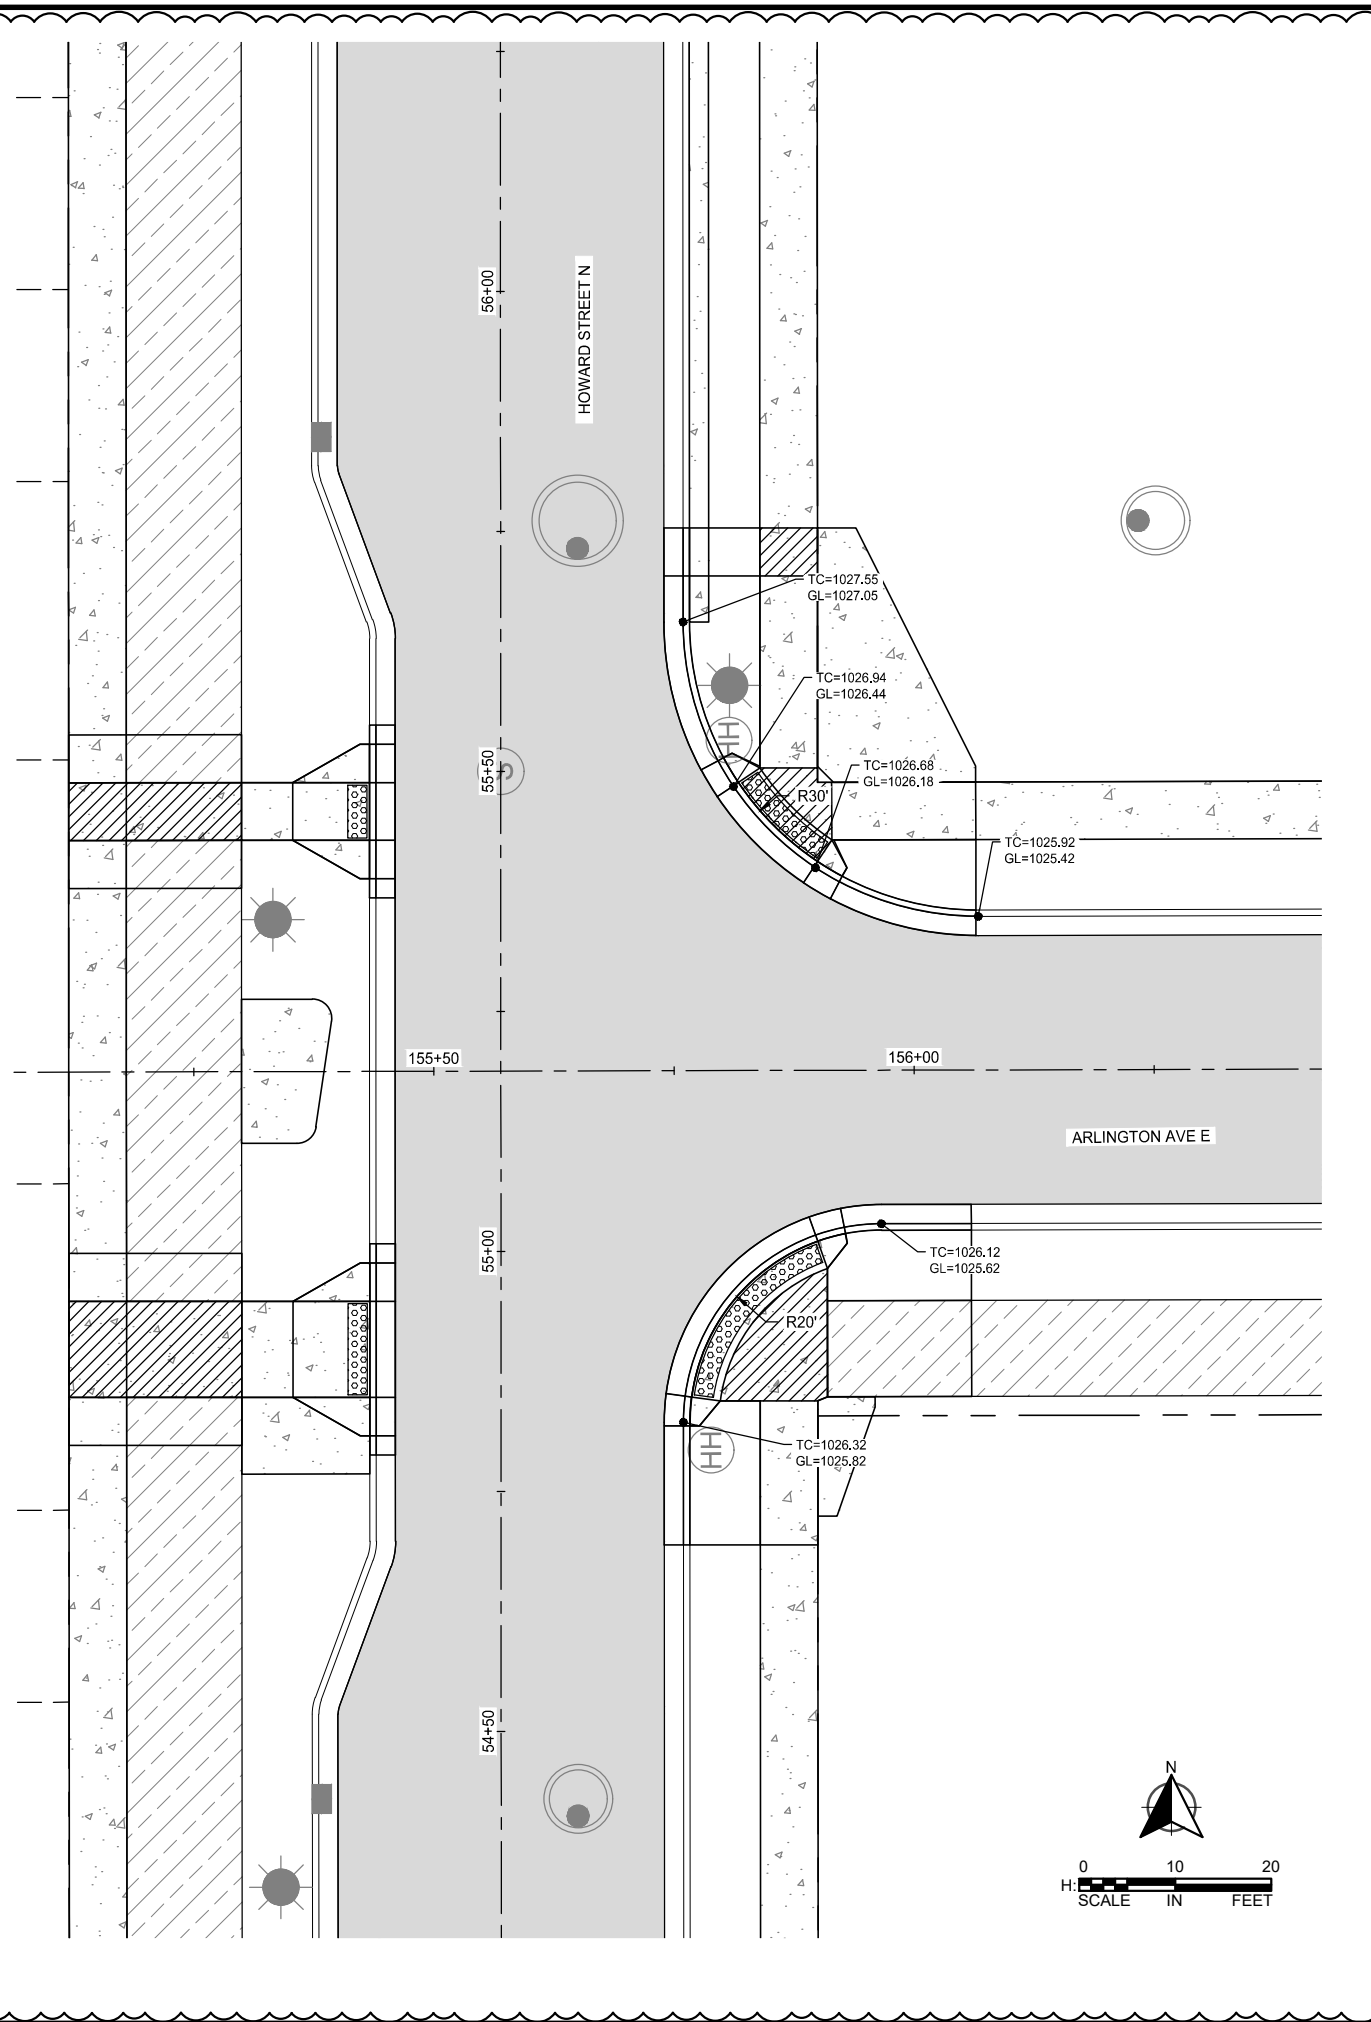 56+00
HOWARD STREET N
TC=1027.55
GL=1027.05
TC=1026.94
GL=1026.44
HH
55+50
S
TC=1026.68
GL=1026.18
R30'
TC=1025.92
GL=1025.42
155+50
156+00
ARLINGTON AVE E
55+00
TC=1026.12
GL=1025.62
R20'
TC=1026.32
GL=1025.82
HH
54+50
N
0 10 20
H:
SCALE IN FEET